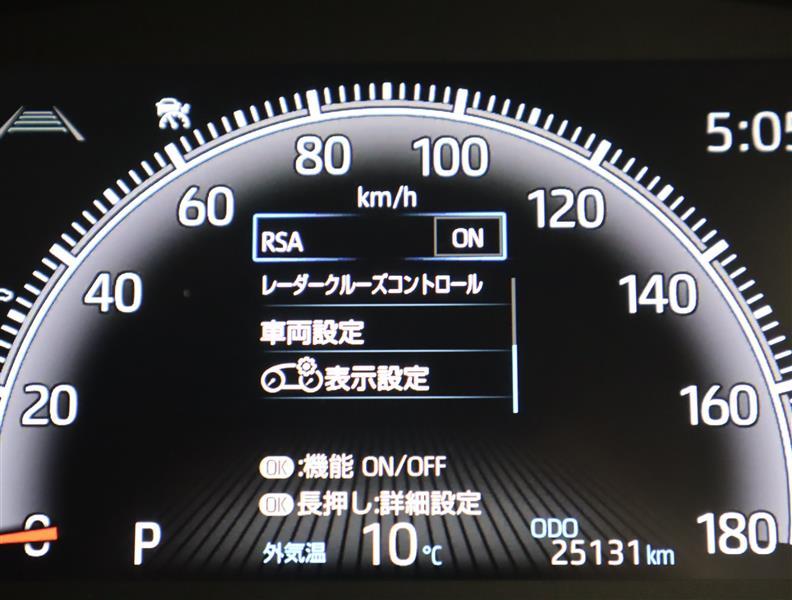 5:05
80 100
km/h
60 120
RSA ON
レーダークルーズコントロール
40 140
車両設定
表示設定
20 160
OK:機能 ON/OFF
OK長押し:詳細設定
0 P 外気温 10℃ ODO 25131km 180